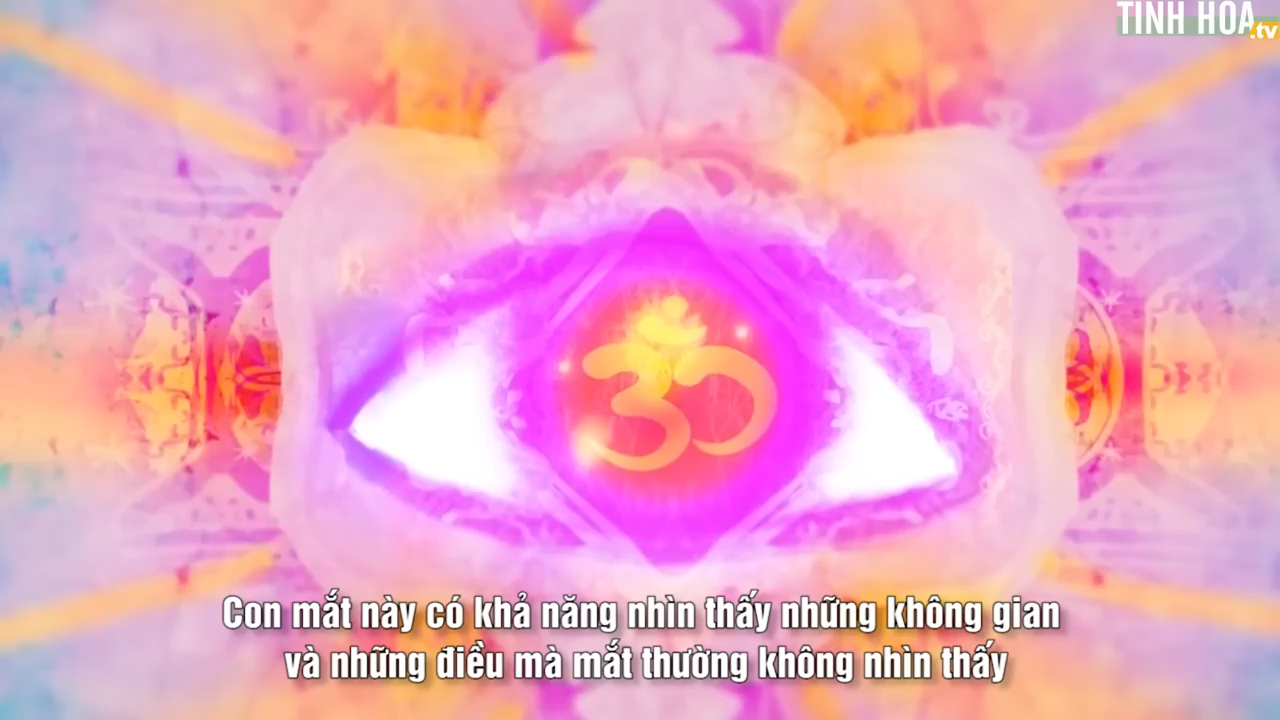 TINH HOA
.tv
Con mắt này có khả năng nhìn thấy những không gian
và những điều mà mắt thường không nhìn thấy